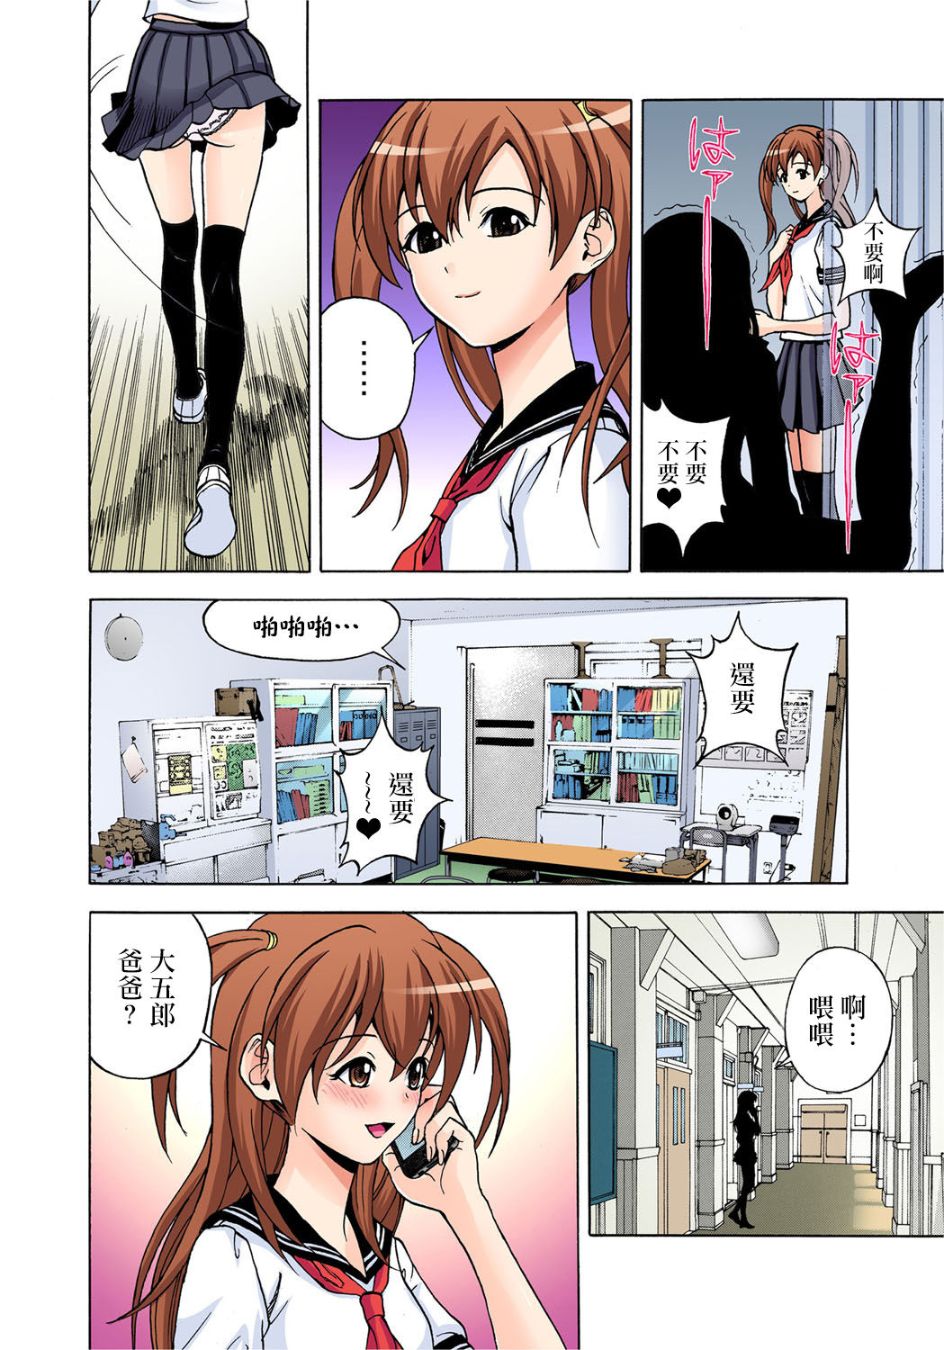 不要啊
はァー
はァー
不要
不要♥
……
還要
啪啪啪…
還要
~~~♥
啊…
喂喂
大五郎
爸爸?